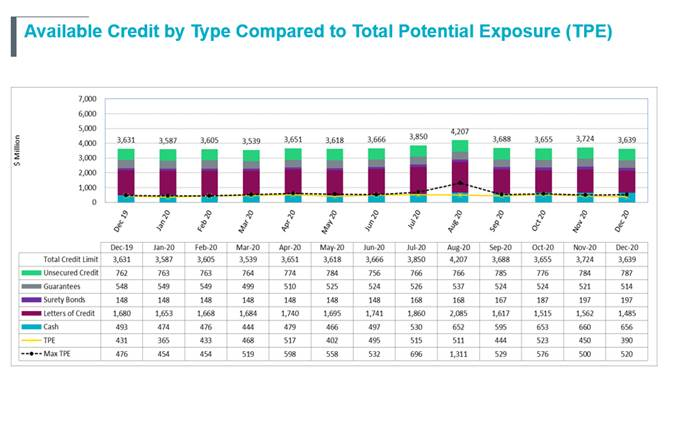 Available Credit by Type Compared to Total Potential Exposure (TPE)
$ Million
7,000
6,000
5,000
4,000
3,000
2,000
1,000
0
3,631 3,587 3,605 3,539 3,651 3,618 3,666 3,850 4,207 3,688 3,655 3,724 3,639
Dec 19 Jan 20 Feb 20 Mar 20 Apr 20 May 20 Jun 20 Jul 20 Aug 20 Sep 20 Oct 20 Nov 20 Dec 20
Dec-19 Jan-20 Feb-20 Mar-20 Apr-20 May-20 Jun-20 Jul-20 Aug-20 Sep-20 Oct-20 Nov-20 Dec-20
Total Credit Limit 3,631 3,587 3,605 3,539 3,651 3,618 3,666 3,850 4,207 3,688 3,655 3,724 3,639
Unsecured Credit 762 763 763 764 774 784 756 766 766 785 776 784 787
Guarantees 548 549 549 499 510 525 524 526 537 524 524 521 514
Surety Bonds 148 148 148 148 148 148 148 168 168 167 187 197 197
Letters of Credit 1,680 1,653 1,668 1,684 1,740 1,695 1,741 1,860 2,085 1,617 1,515 1,562 1,485
Cash 493 474 476 444 479 466 497 530 652 595 653 660 656
TPE 431 365 433 468 517 402 495 515 511 444 523 450 390
Max TPE 476 454 454 519 598 558 532 696 1,311 529 576 500 520